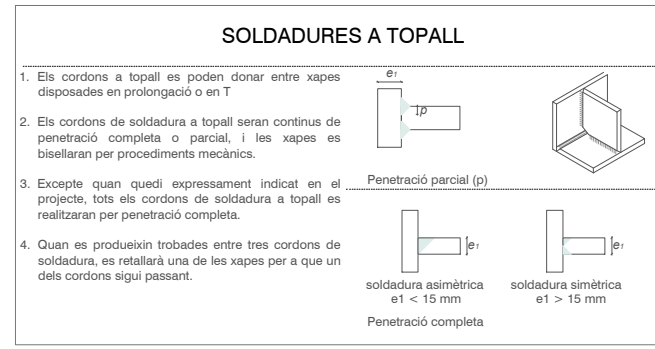 SOLDADURES A TOPALL
1. Els cordons a topall es poden donar entre xapes
disposades en prolongació o en T
2. Els cordons de soldadura a topall seran continus de
penetració completa o parcial, i les xapes es
bisellaran per procediments mecànics.
3. Excepte quan quedi expressament indicat en el
projecte, tots els cordons de soldadura a topall es
realitzaran per penetració completa.
4. Quan es produeixin trobades entre tres cordons de
soldadura, es retallarà una de les xapes per a que un
dels cordons sigui passant.
e1
p
Penetració parcial (p)
e1
e1
soldadura asimètrica
e1 < 15 mm
soldadura simètrica
e1 > 15 mm
Penetració completa